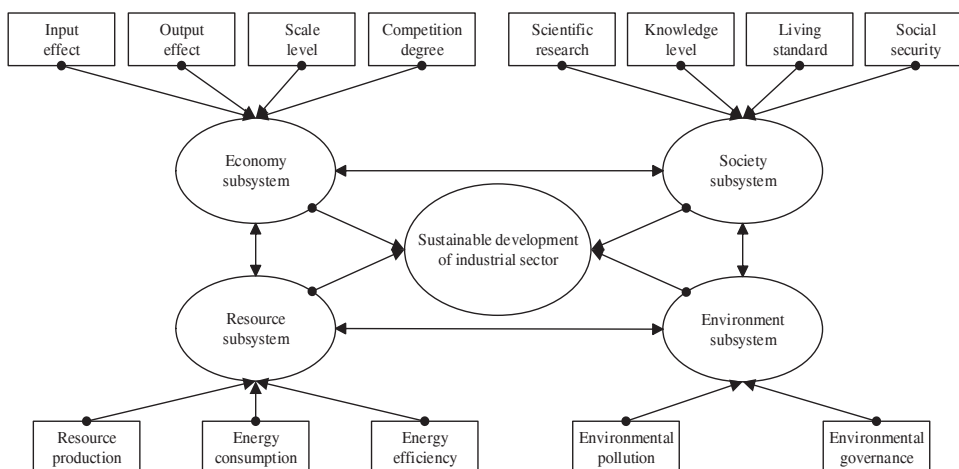 Input
effect
Output
effect
Scale
level
Competition
degree
Scientific
research
Knowledge
level
Living
standard
Social
security
Economy
subsystem
Society
subsystem
Sustainable development
of industrial sector
Resource
subsystem
Environment
subsystem
Resource
production
Energy
consumption
Energy
efficiency
Environmental
pollution
Environmental
governance